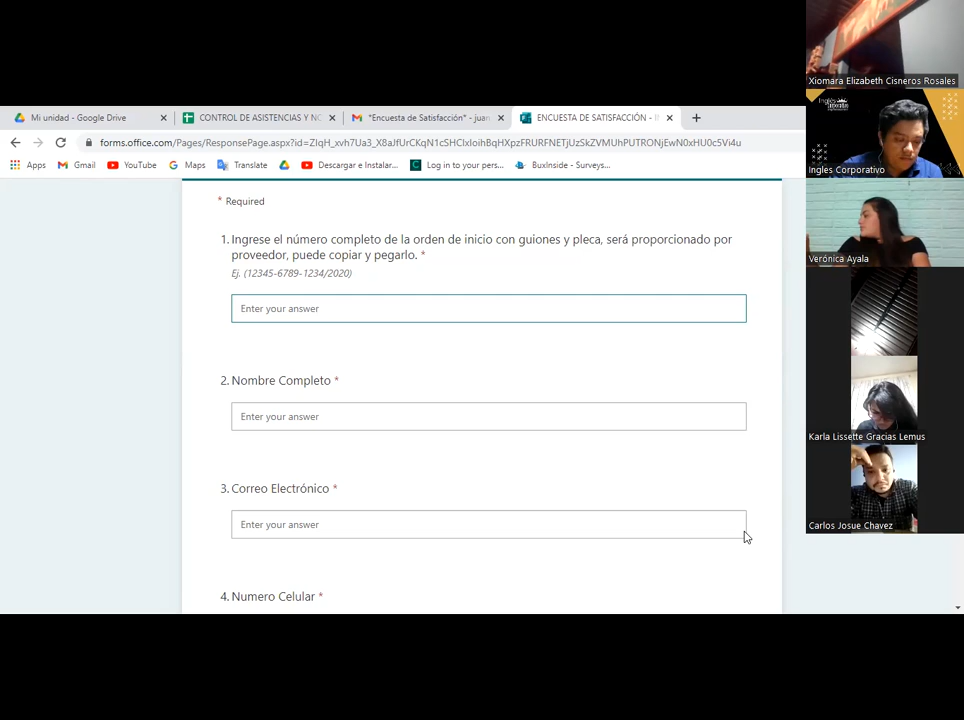 Xiomara Elizabeth Cisneros Rosales
Mi unidad - Google Drive
CONTROL DE ASISTENCIAS Y NO
*Encuesta de Satisfacción* - juan
ENCUESTA DE SATISFACCIÓN - I
forms.office.com/Pages/ResponsePage.aspx?id=ZIqH_xvh7Ua3_X8aJfUrCKqN1cSHCIxIoihBqHXpzFRURFNETjUzSkZVMUhPUTRONjEwN0xHU0c5Vi4u
Apps
Gmail
YouTube
Maps
Translate
Descargar e Instalar...
Log in to your pers...
BuxInside - Surveys...
Ingles Corporativo
* Required
1. Ingrese el número completo de la orden de inicio con guiones y pleca, será proporcionado por
proveedor, puede copiar y pegarlo. *
Ej. (12345-6789-1234/2020)
Enter your answer
Verónica Ayala
2. Nombre Completo *
Enter your answer
Karla Lissette Gracias Lemus
3. Correo Electrónico *
Enter your answer
Carlos Josue Chavez
4. Numero Celular *